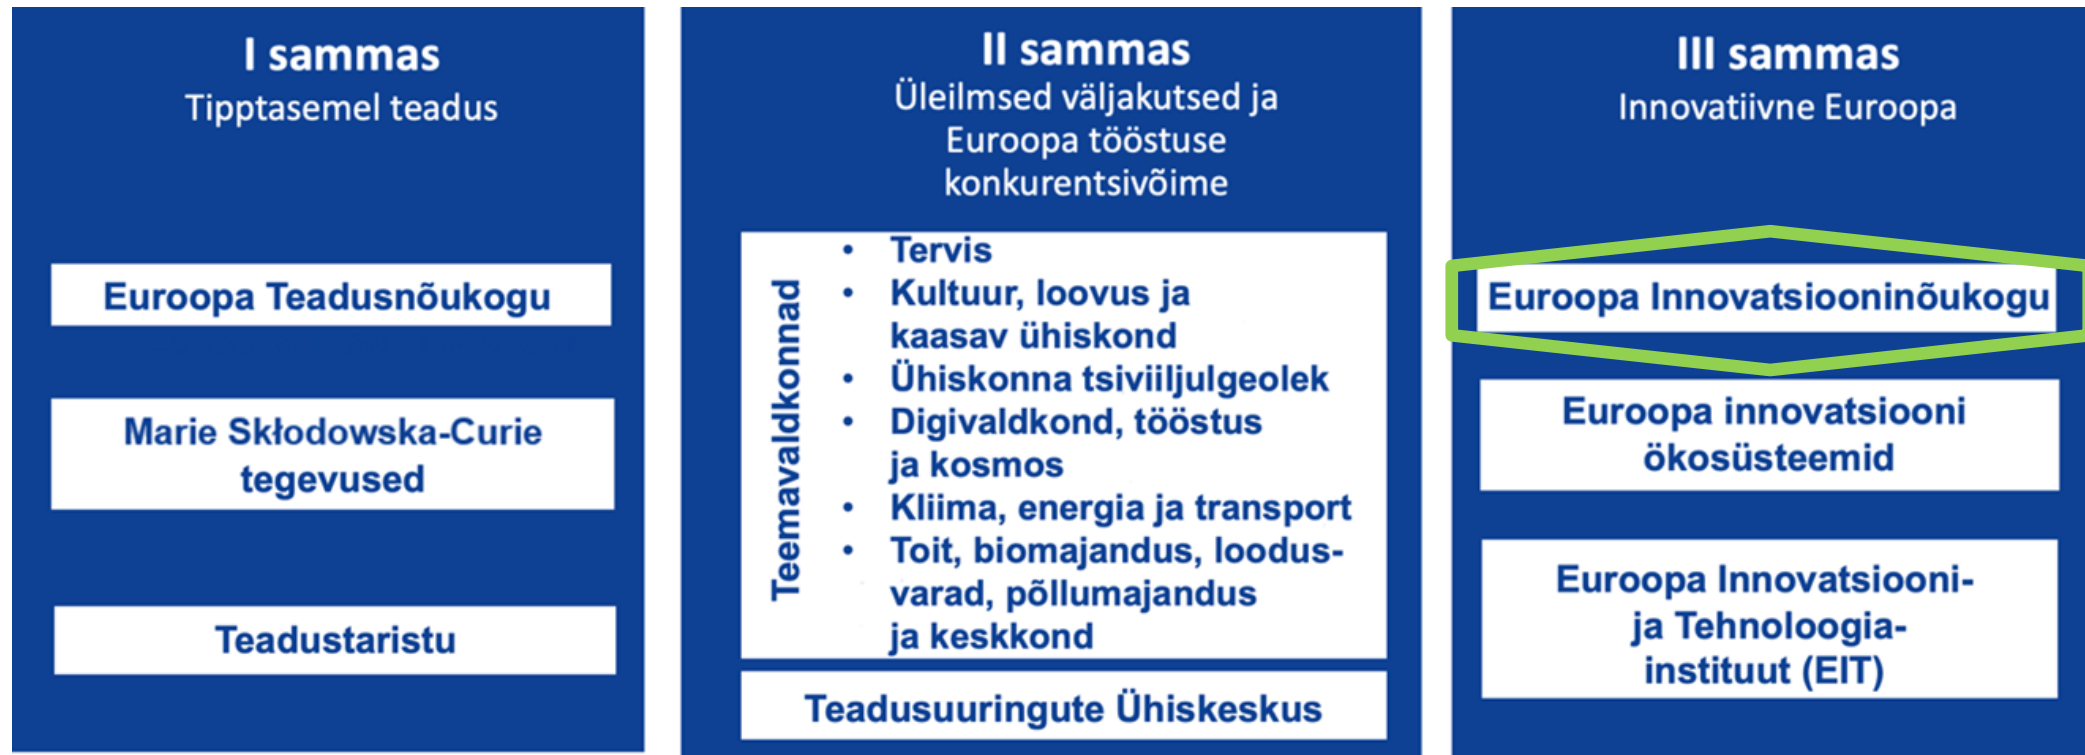 I sammas
Tipptasemel teadus
Euroopa Teadusnõukogu
Marie Skłodowska-Curie
tegevused
Teadustaristu
II sammas
Üleilmsed väljakutsed ja
Euroopa tööstuse
konkurentsivõime
Teemavaldkonnad
• Tervis
• Kultuur, loovus ja
kaasav ühiskond
• Ühiskonna tsiviiljulgeolek
• Digivaldkond, tööstus
ja kosmos
• Kliima, energia ja transport
• Toit, biomajandus, loodus-
varad, põllumajandus
ja keskkond
Teadusuuringute Ühiskeskus
III sammas
Innovatiivne Euroopa
Euroopa Innovatsiooninõukogu
Euroopa innovatsiooni
ökosüsteemid
Euroopa Innovatsiooni-
ja Tehnoloogia-
instituut (EIT)